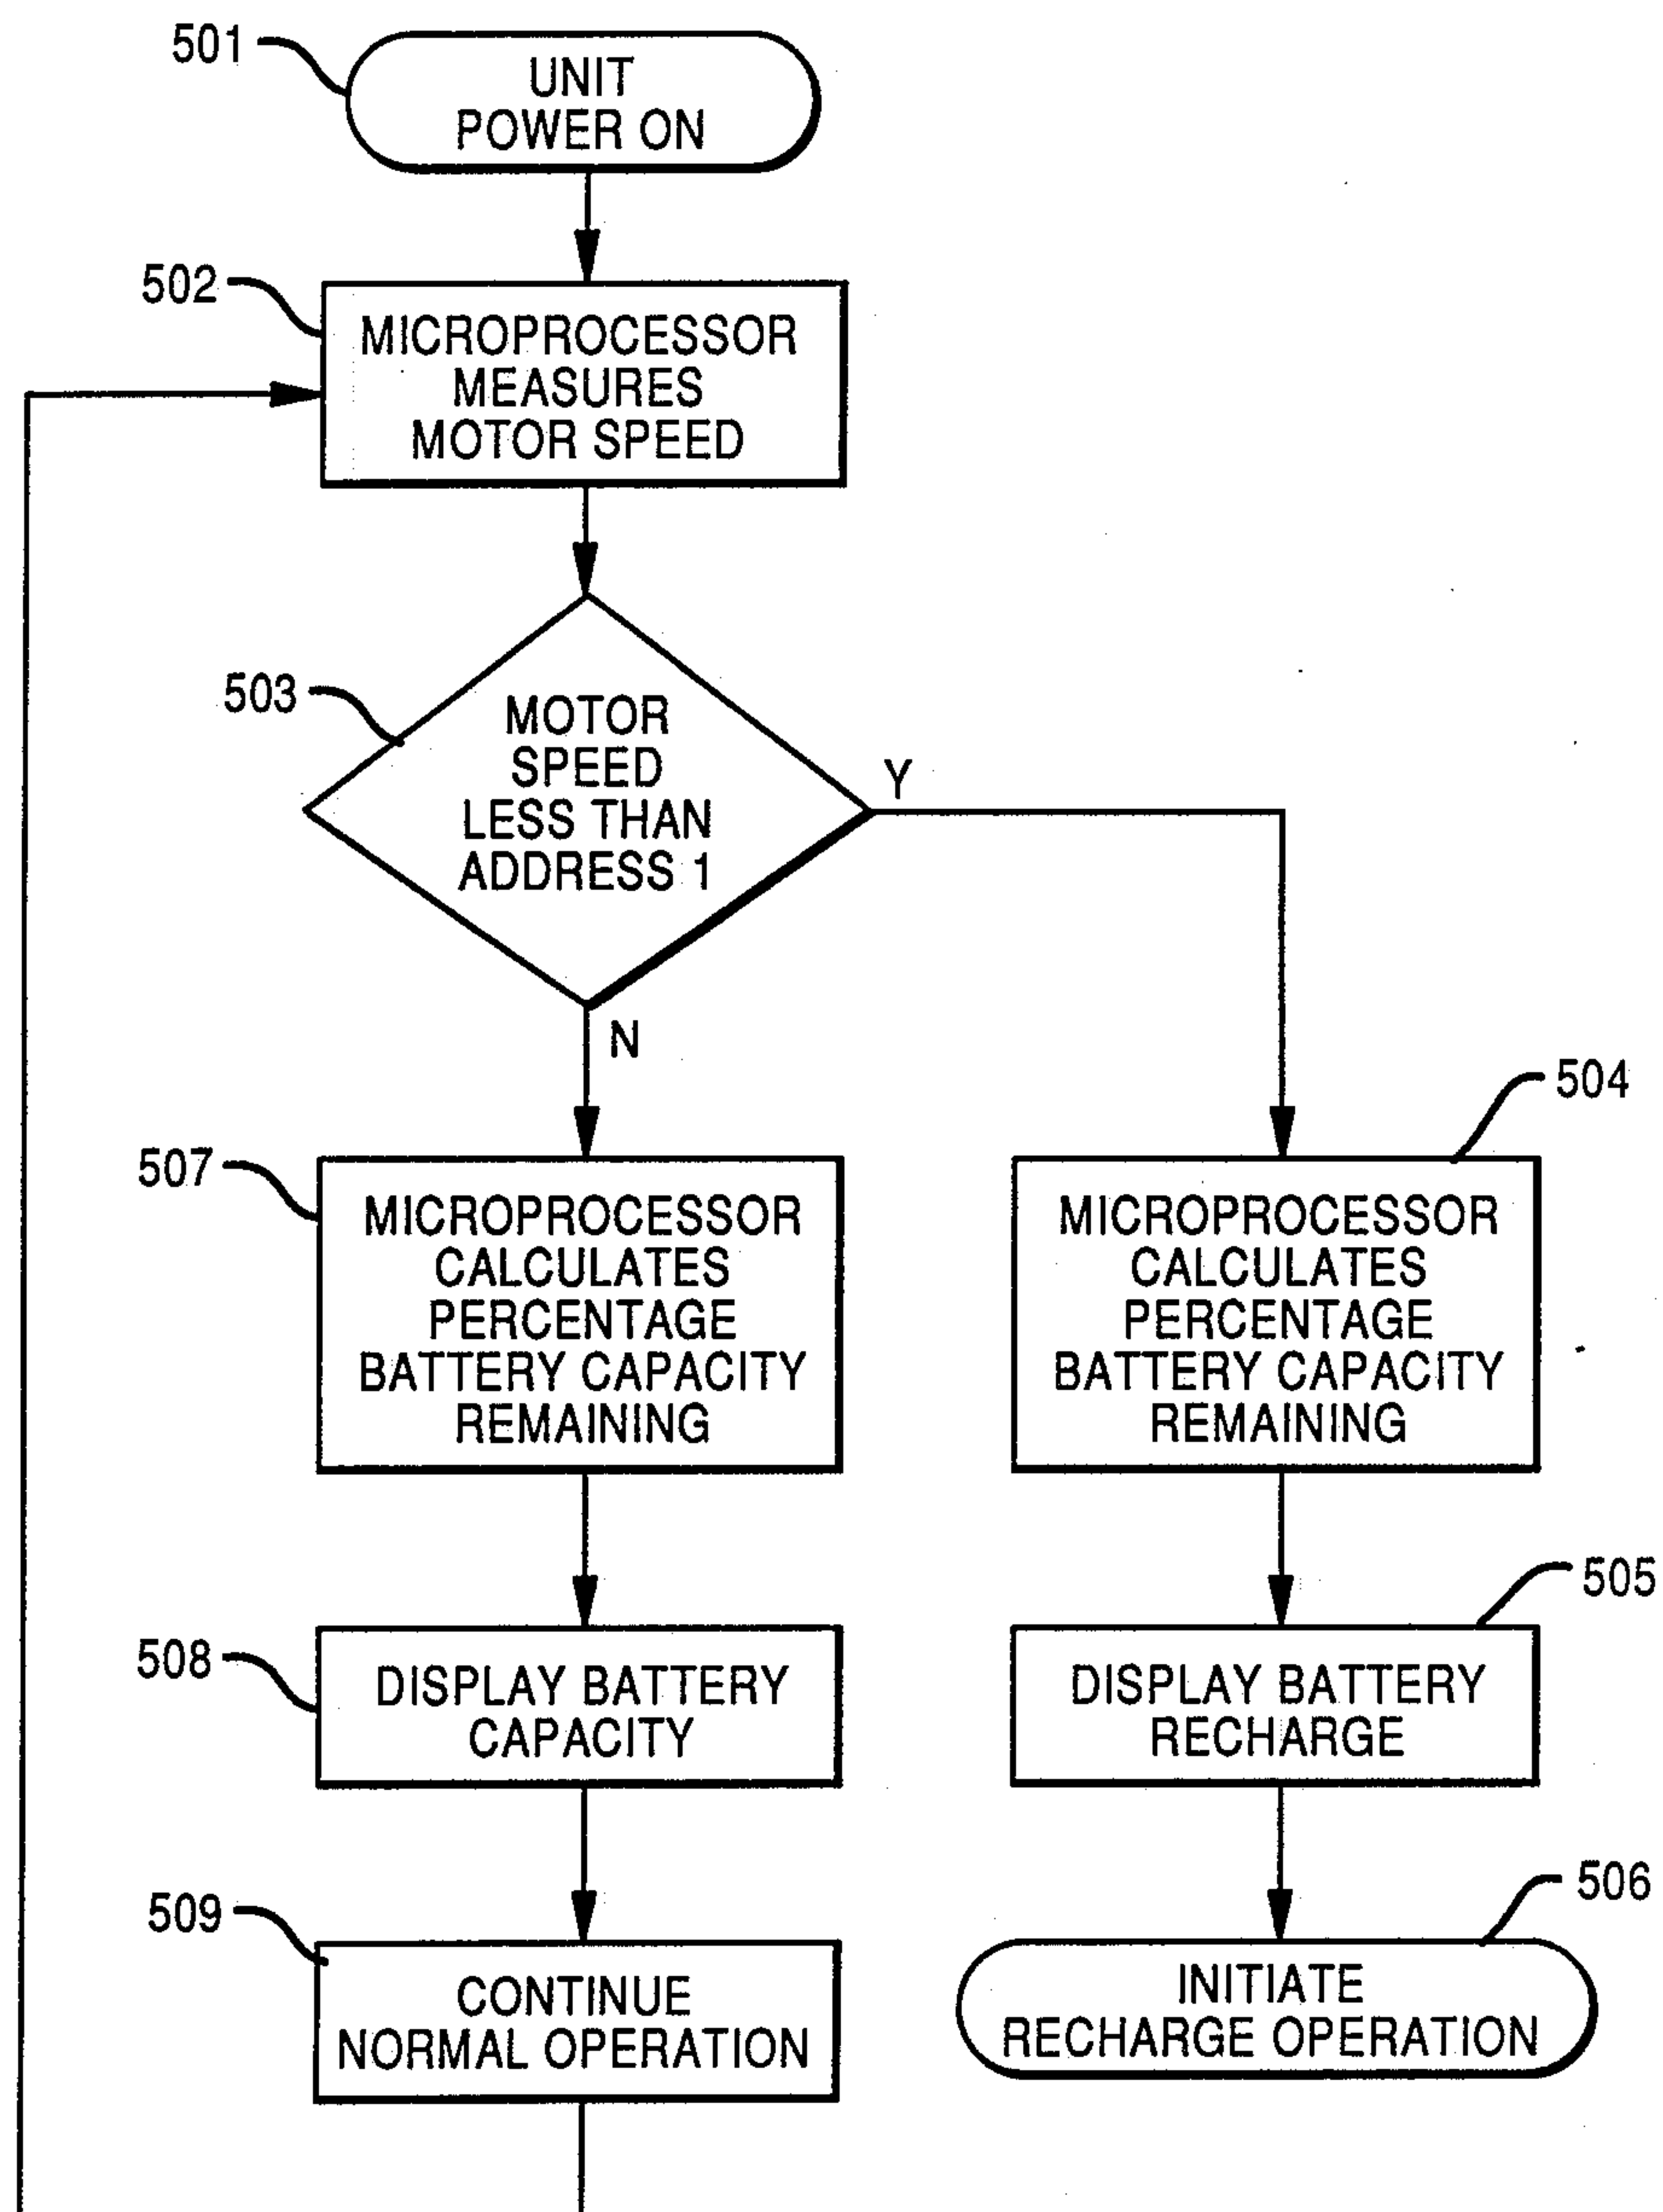 501
UNIT
POWER ON
502
MICROPROCESSOR
MEASURES
MOTOR SPEED
503
MOTOR
SPEED
LESS THAN
ADDRESS 1
Y
N
504
507
MICROPROCESSOR
CALCULATES
PERCENTAGE
BATTERY CAPACITY
REMAINING
MICROPROCESSOR
CALCULATES
PERCENTAGE
BATTERY CAPACITY
REMAINING
505
508
DISPLAY BATTERY
CAPACITY
DISPLAY BATTERY
RECHARGE
506
509
CONTINUE
NORMAL OPERATION
INITIATE
RECHARGE OPERATION